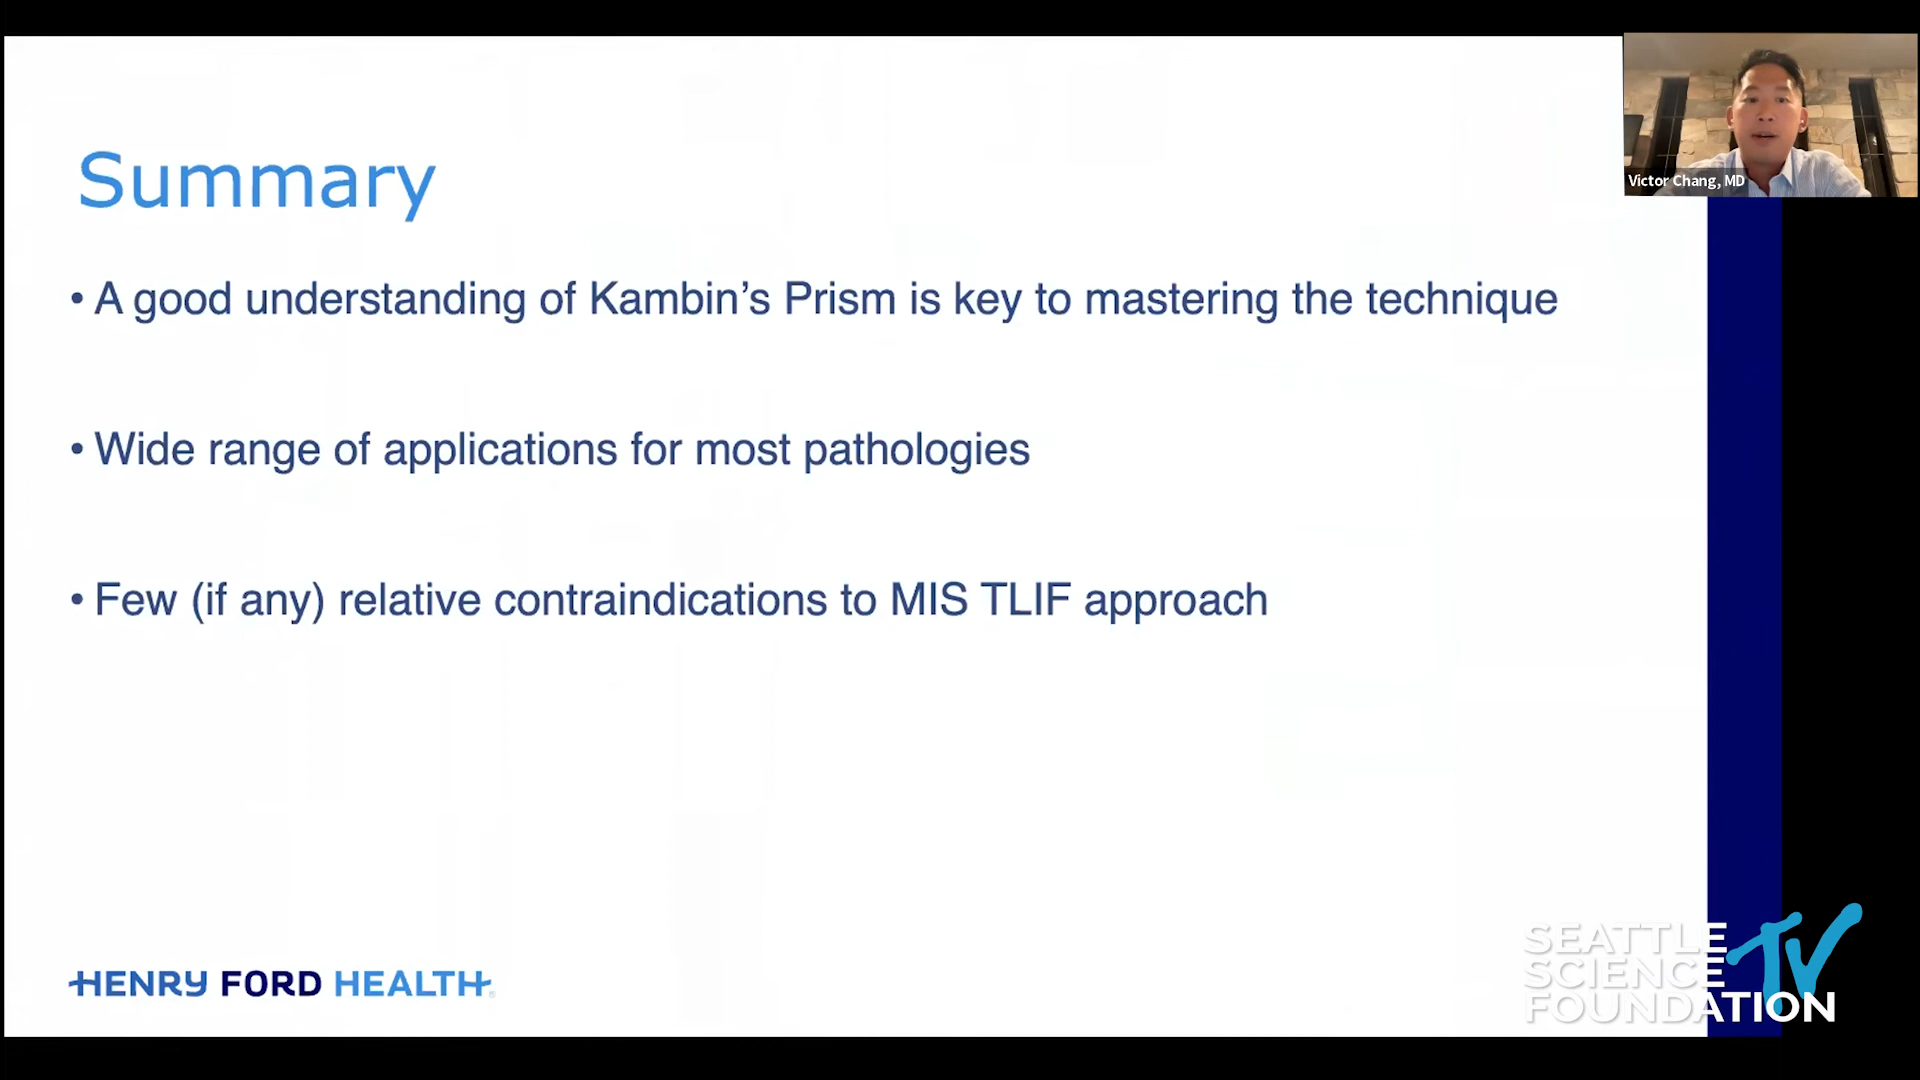 Summary
• A good understanding of Kambin’s Prism is key to mastering the technique
• Wide range of applications for most pathologies
• Few (if any) relative contraindications to MIS TLIF approach
HENRY FORD HEALTH
Victor Chang, MD
SEATTLE
SCIENCE
FOUNDATION
TV